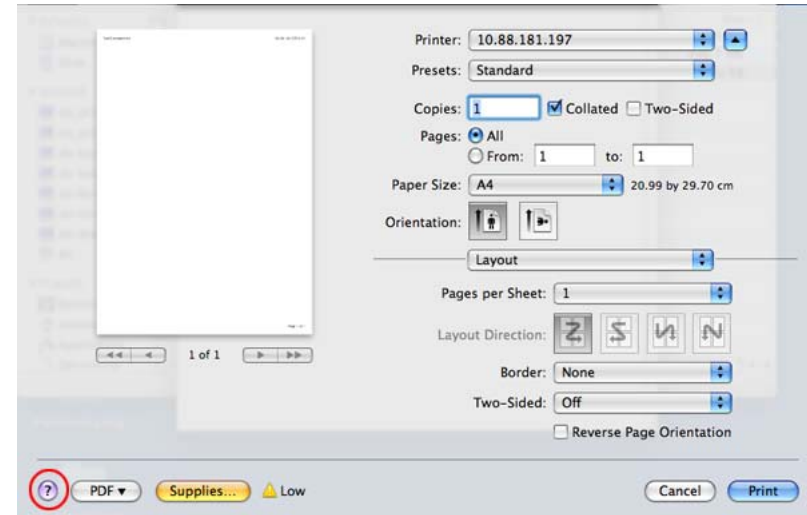 Printer: 10.88.181.197
Presets: Standard
Copies: 1 Collated Two-Sided
Pages: All
From: 1 to: 1
Paper Size: A4 20.99 by 29.70 cm
Orientation:
Layout
Pages per Sheet: 1
Layout Direction:
1 of 1
Border: None
Two-Sided: Off
Reverse Page Orientation
? PDF Supplies... Low Cancel Print